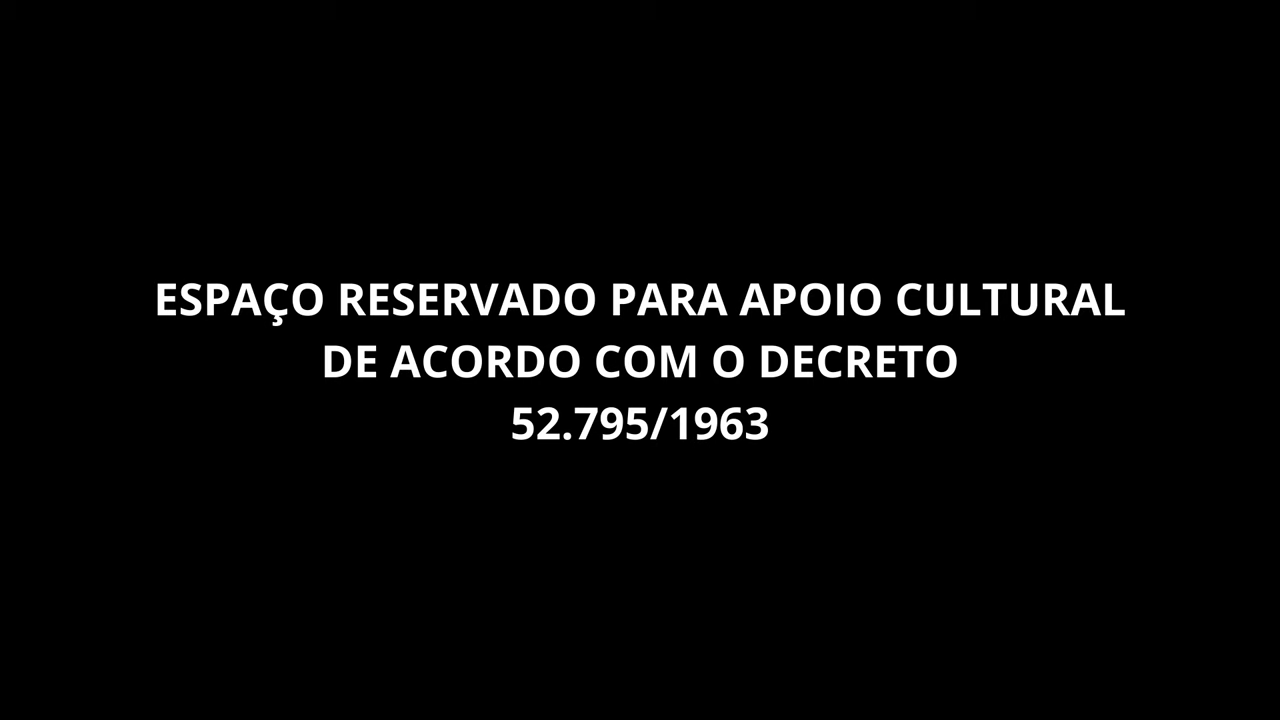 ESPAÇO RESERVADO PARA APOIO CULTURAL
DE ACORDO COM O DECRETO
52.795/1963